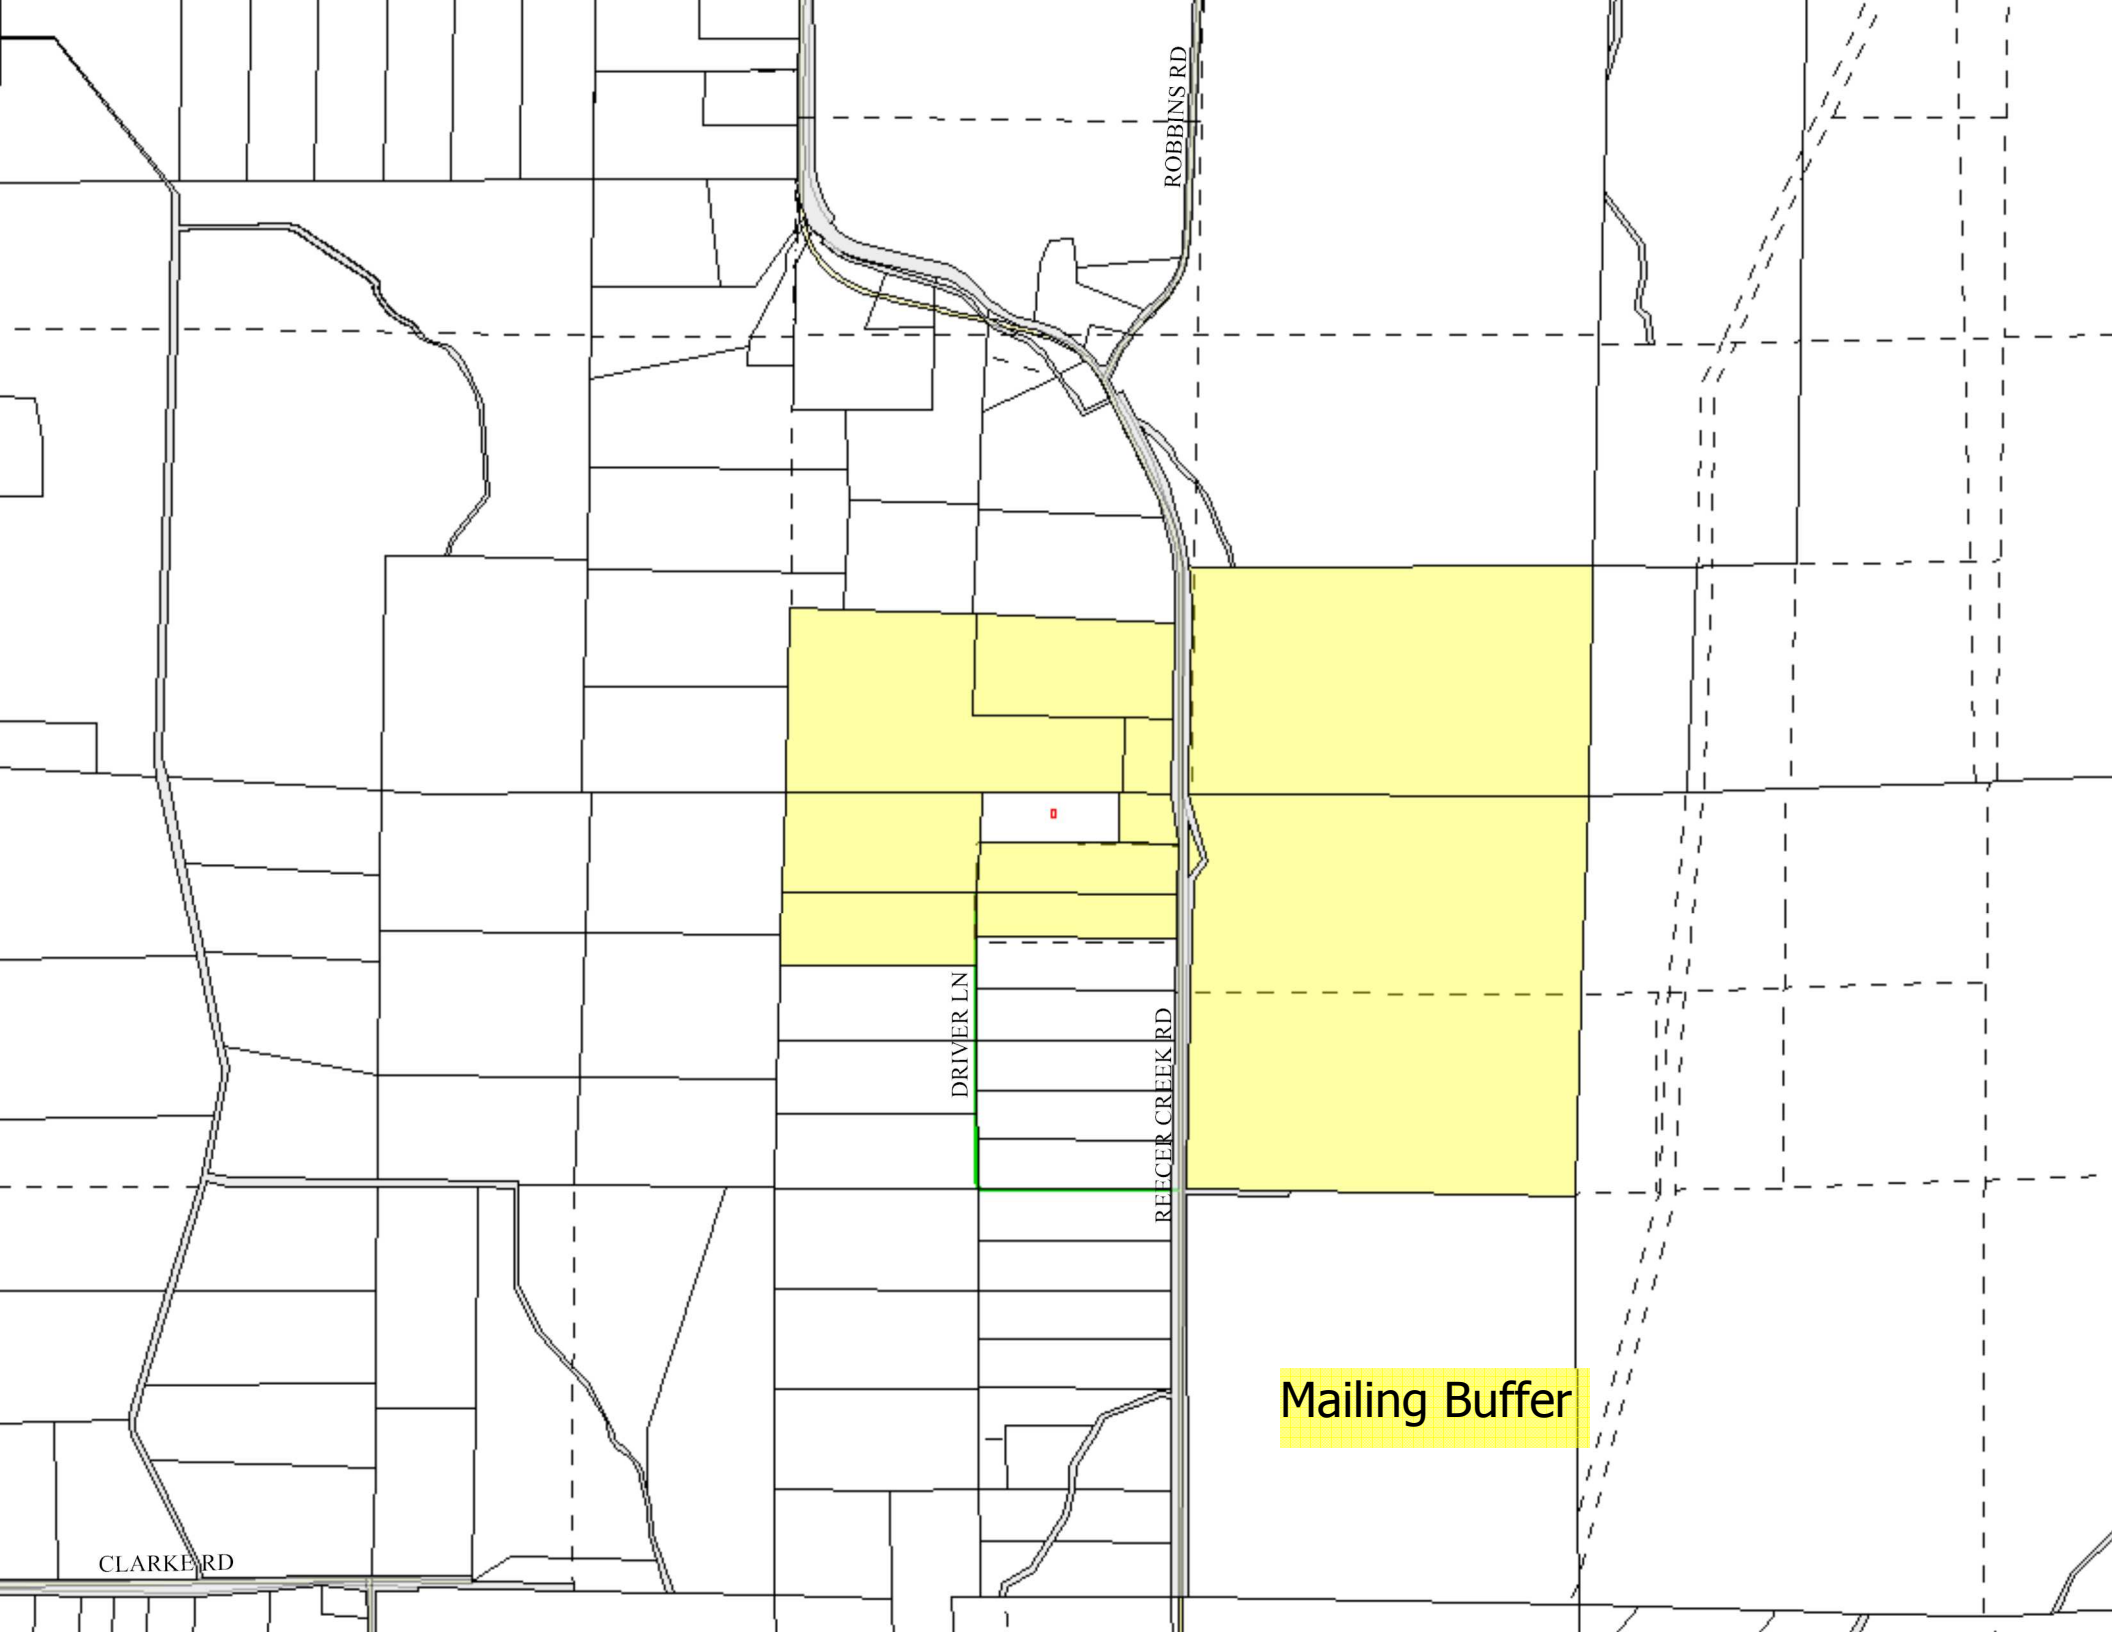 ROBBINS RD
DRIVER LN
REECER CREEK RD
Mailing Buffer
CLARKE RD